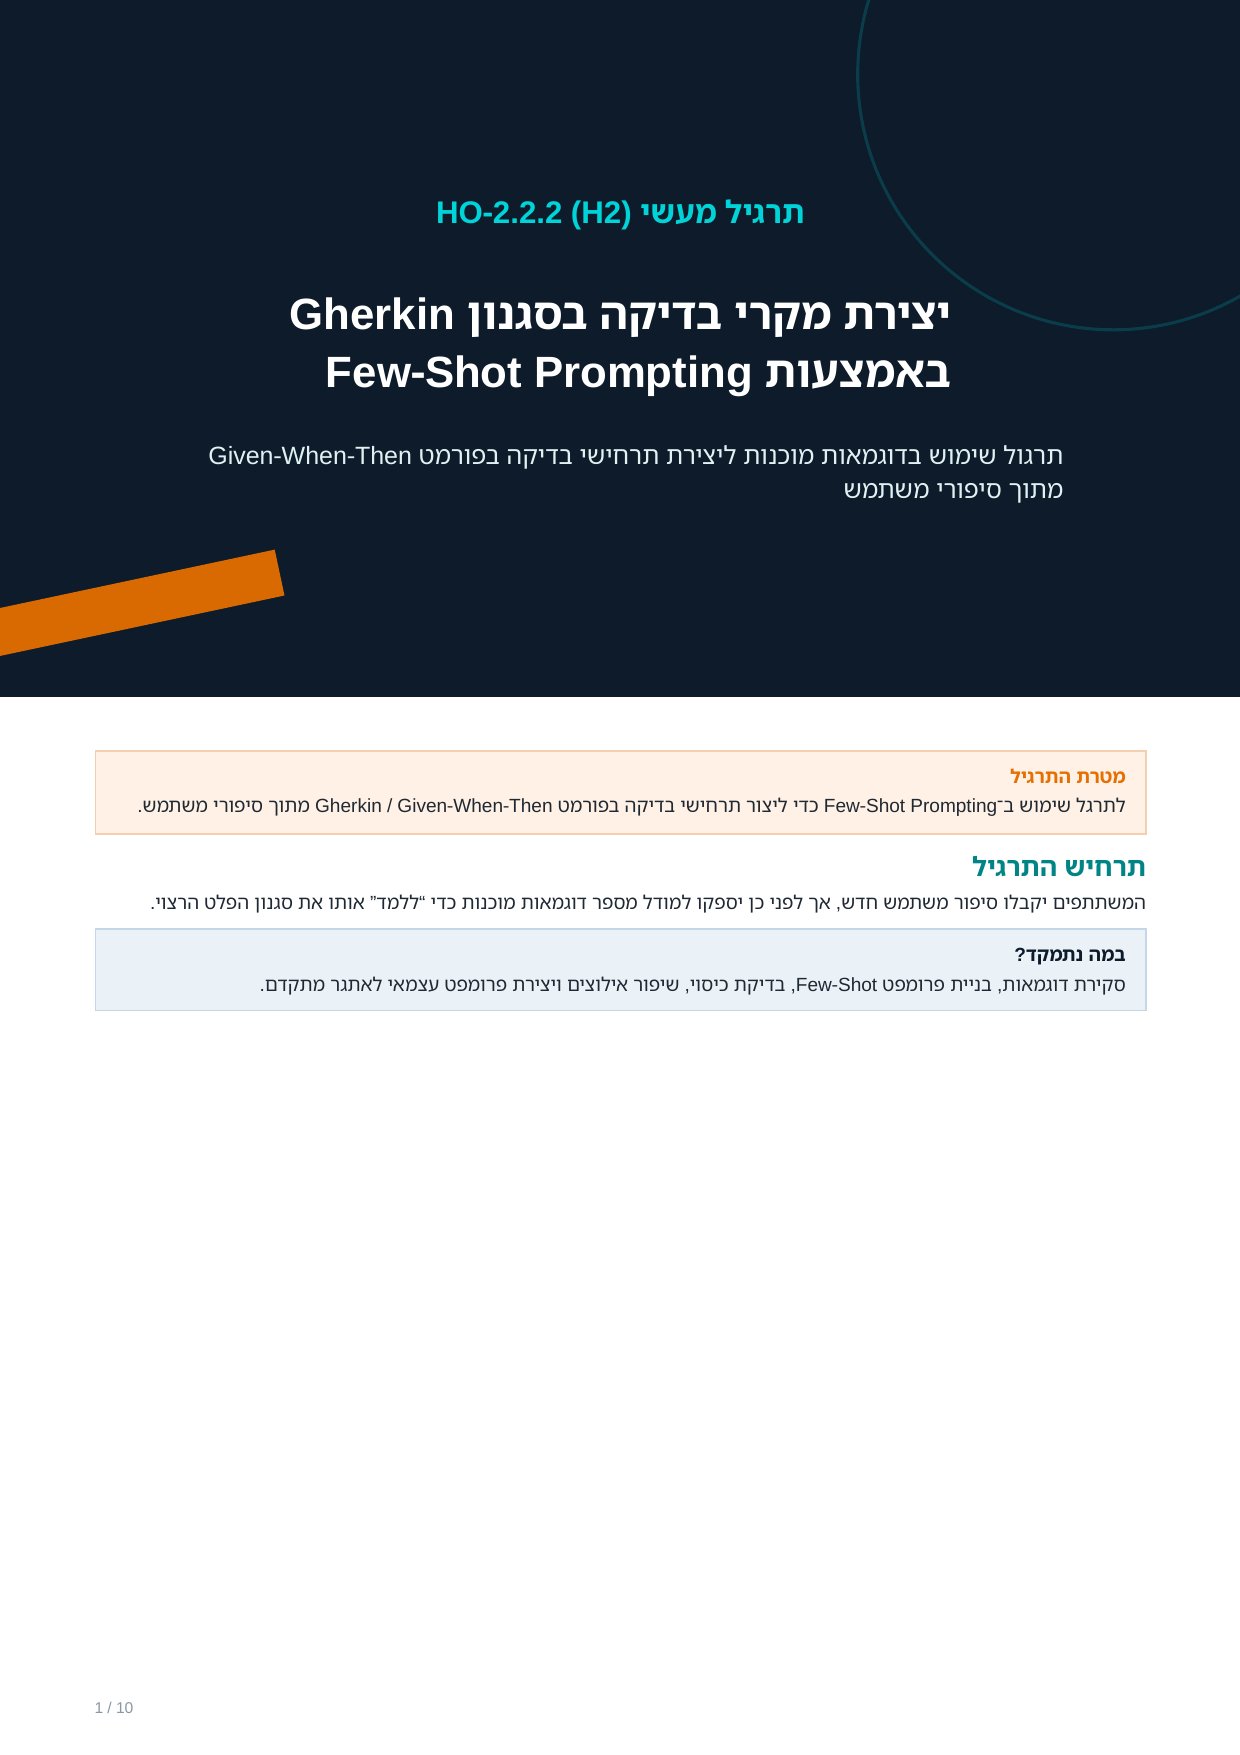 תרגיל מעשי HO-2.2.2 (H2)
יצירת מקרי בדיקה בסגנון Gherkin
באמצעות Few-Shot Prompting
תרגול שימוש בדוגמאות מוכנות ליצירת תרחישי בדיקה בפורמט Given-When-Then
מתוך סיפורי משתמש
מטרת התרגיל
לתרגל שימוש ב־Few-Shot Prompting כדי ליצור תרחישי בדיקה בפורמט Gherkin / Given-When-Then מתוך סיפורי משתמש.
תרחיש התרגיל
המשתתפים יקבלו סיפור משתמש חדש, אך לפני כן יספקו למודל מספר דוגמאות מוכנות כדי “ללמד” אותו את סגנון הפלט הרצוי.
במה נתמקד?
סקירת דוגמאות, בניית פרומפט Few-Shot, בדיקת כיסוי, שיפור אילוצים ויצירת פרומפט עצמאי לאתגר מתקדם.
1 / 10